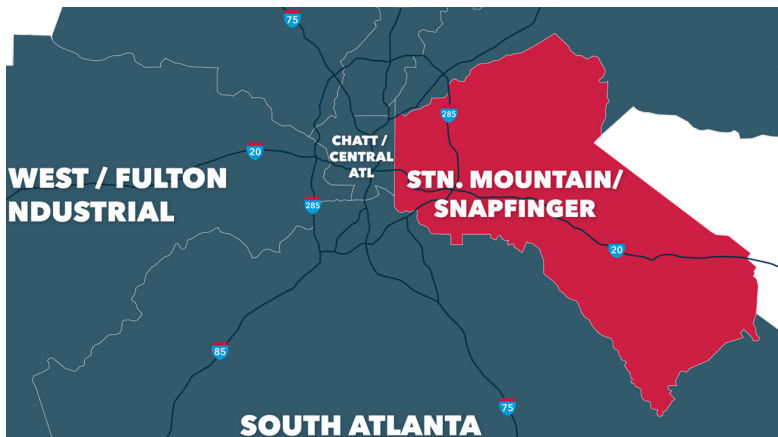 75
285
CHATT /
CENTRAL
ATL
20
WEST / FULTON
NDUSTRIAL
STN. MOUNTAIN/
SNAPFINGER
285
20
85
75
SOUTH ATLANTA